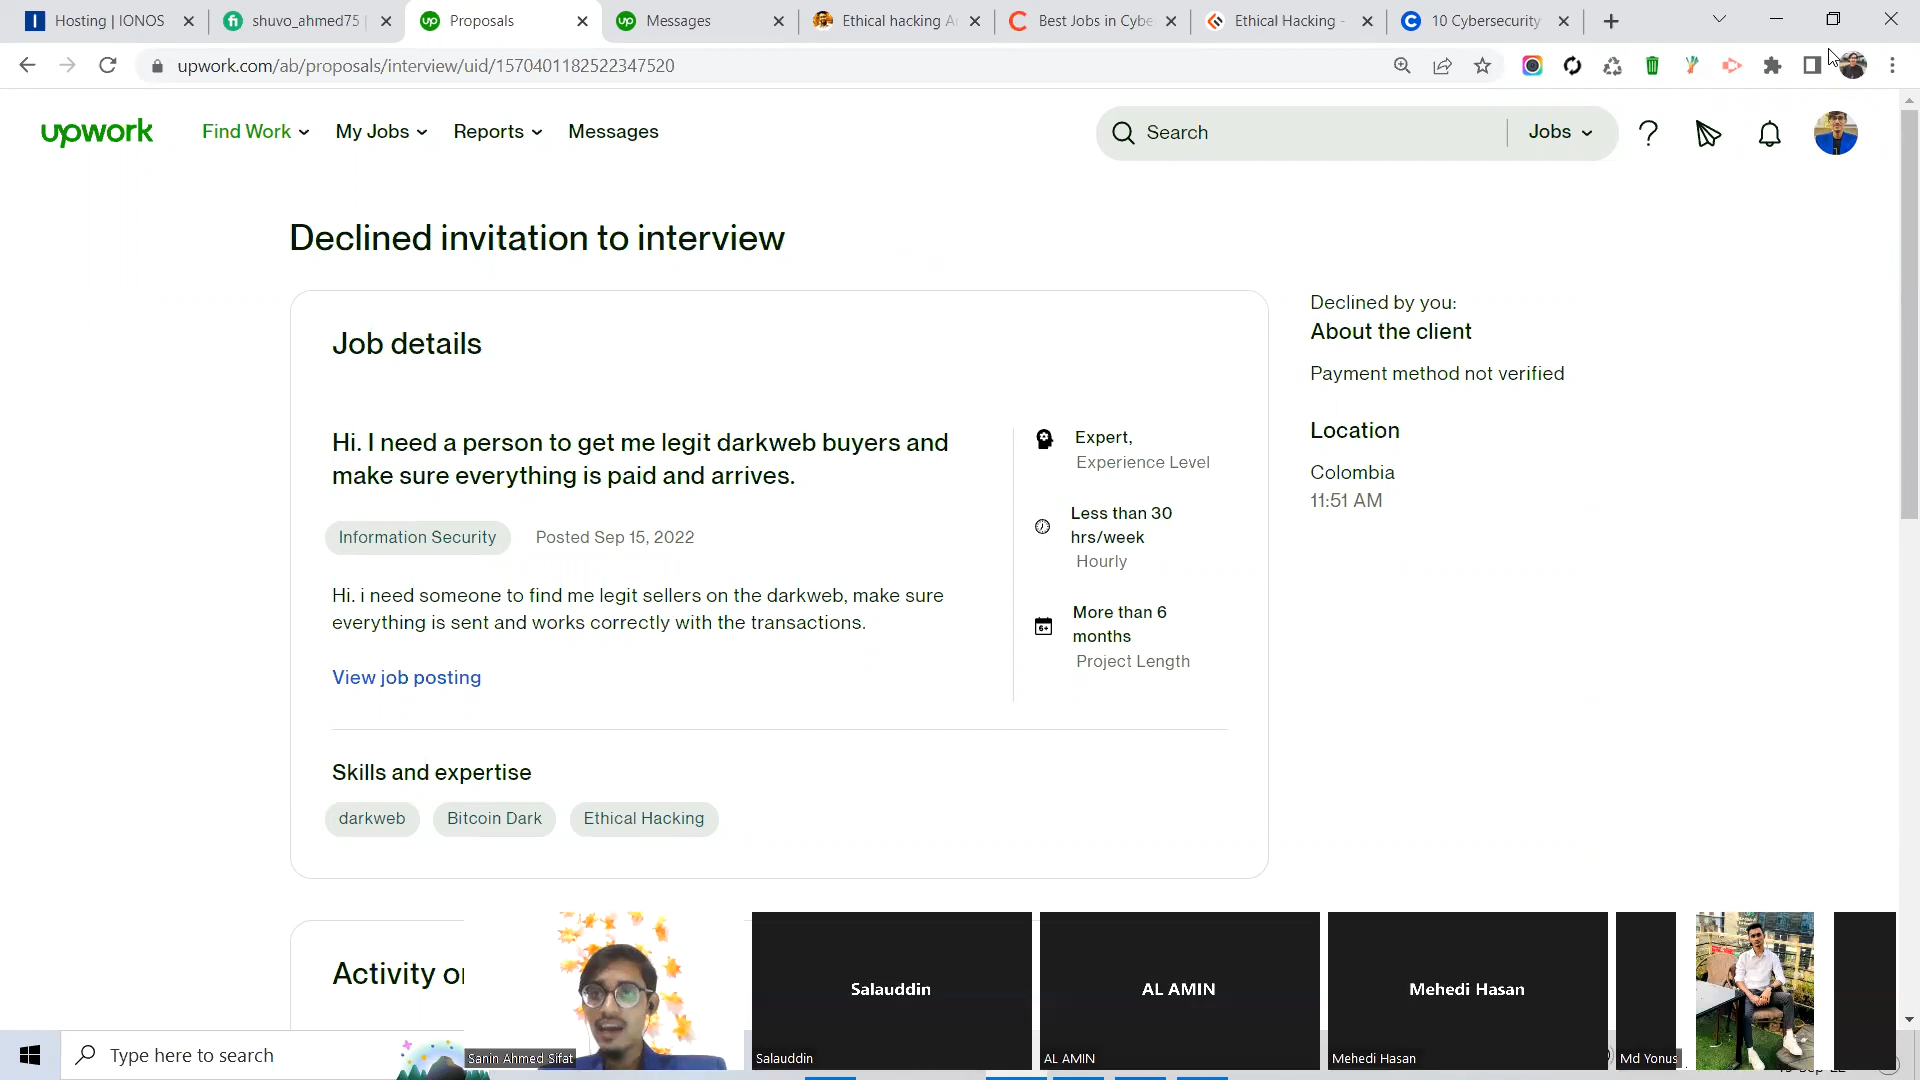 Hosting | IONOS
shuvo_ahmed75 |
Proposals
Messages
Ethical hacking A
Best Jobs in Cybe
Ethical Hacking -
10 Cybersecurity
upwork.com/ab/proposals/interview/uid/1570401182522347520
upwork
Find Work
My Jobs
Reports
Messages
Search
Jobs
Declined invitation to interview
Job details
Hi. I need a person to get me legit darkweb buyers and
make sure everything is paid and arrives.
Information Security
Posted Sep 15, 2022
Hi. i need someone to find me legit sellers on the darkweb, make sure
everything is sent and works correctly with the transactions.
View job posting
Expert,
Experience Level
Less than 30
hrs/week
Hourly
More than 6
months
Project Length
Skills and expertise
darkweb
Bitcoin Dark
Ethical Hacking
Declined by you:
About the client
Payment method not verified
Location
Colombia
11:51 AM
Activity o
Salauddin
AL AMIN
Mehedi Hasan
Type here to search
Sanin Ahmed Sifat
Salauddin
AL AMIN
Mehedi Hasan
Md Yonus